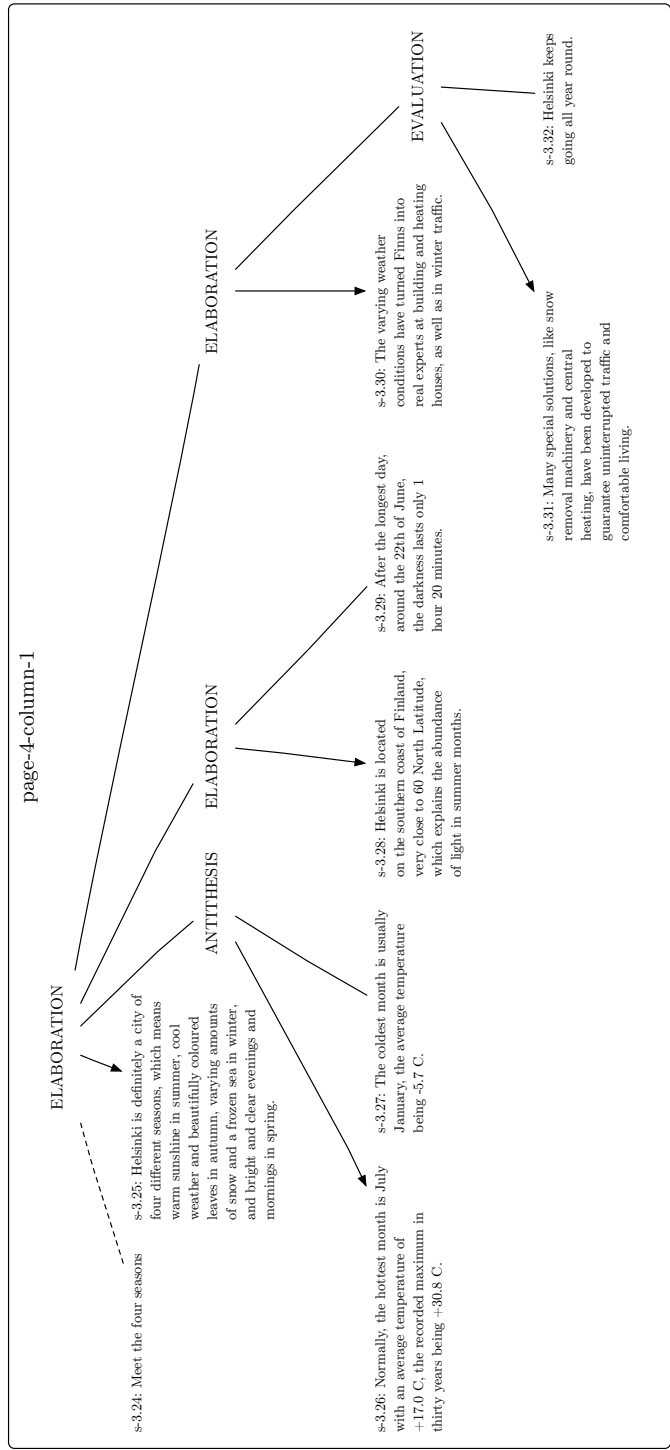 page-4-column-1
ELABORATION
s-3.24: Meet the four seasons
s-3.25: Helsinki is definitely a city of
four different seasons, which means
warm sunshine in summer, cool
weather and beautifully coloured
leaves in autumn, varying amounts
of snow and a frozen sea in winter,
and bright and clear evenings and
mornings in spring.
ANTITHESIS
ELABORATION
ELABORATION
s-3.26: Normally, the hottest month is July
with an average temperature of
+17.0 C, the recorded maximum in
thirty years being +30.8 C.
s-3.27: The coldest month is usually
January, the average temperature
being -5.7 C.
s-3.28: Helsinki is located
on the southern coast of Finland,
very close to 60 North Latitude,
which explains the abundance
of light in summer months.
s-3.29: After the longest day,
around the 22th of June,
the darkness lasts only 1
hour 20 minutes.
s-3.30: The varying weather
conditions have turned Finns into
real experts at building and heating
houses, as well as in winter traffic.
EVALUATION
s-3.31: Many special solutions, like snow
removal machinery and central
heating, have been developed to
guarantee uninterrupted traffic and
comfortable living.
s-3.32: Helsinki keeps
going all year round.